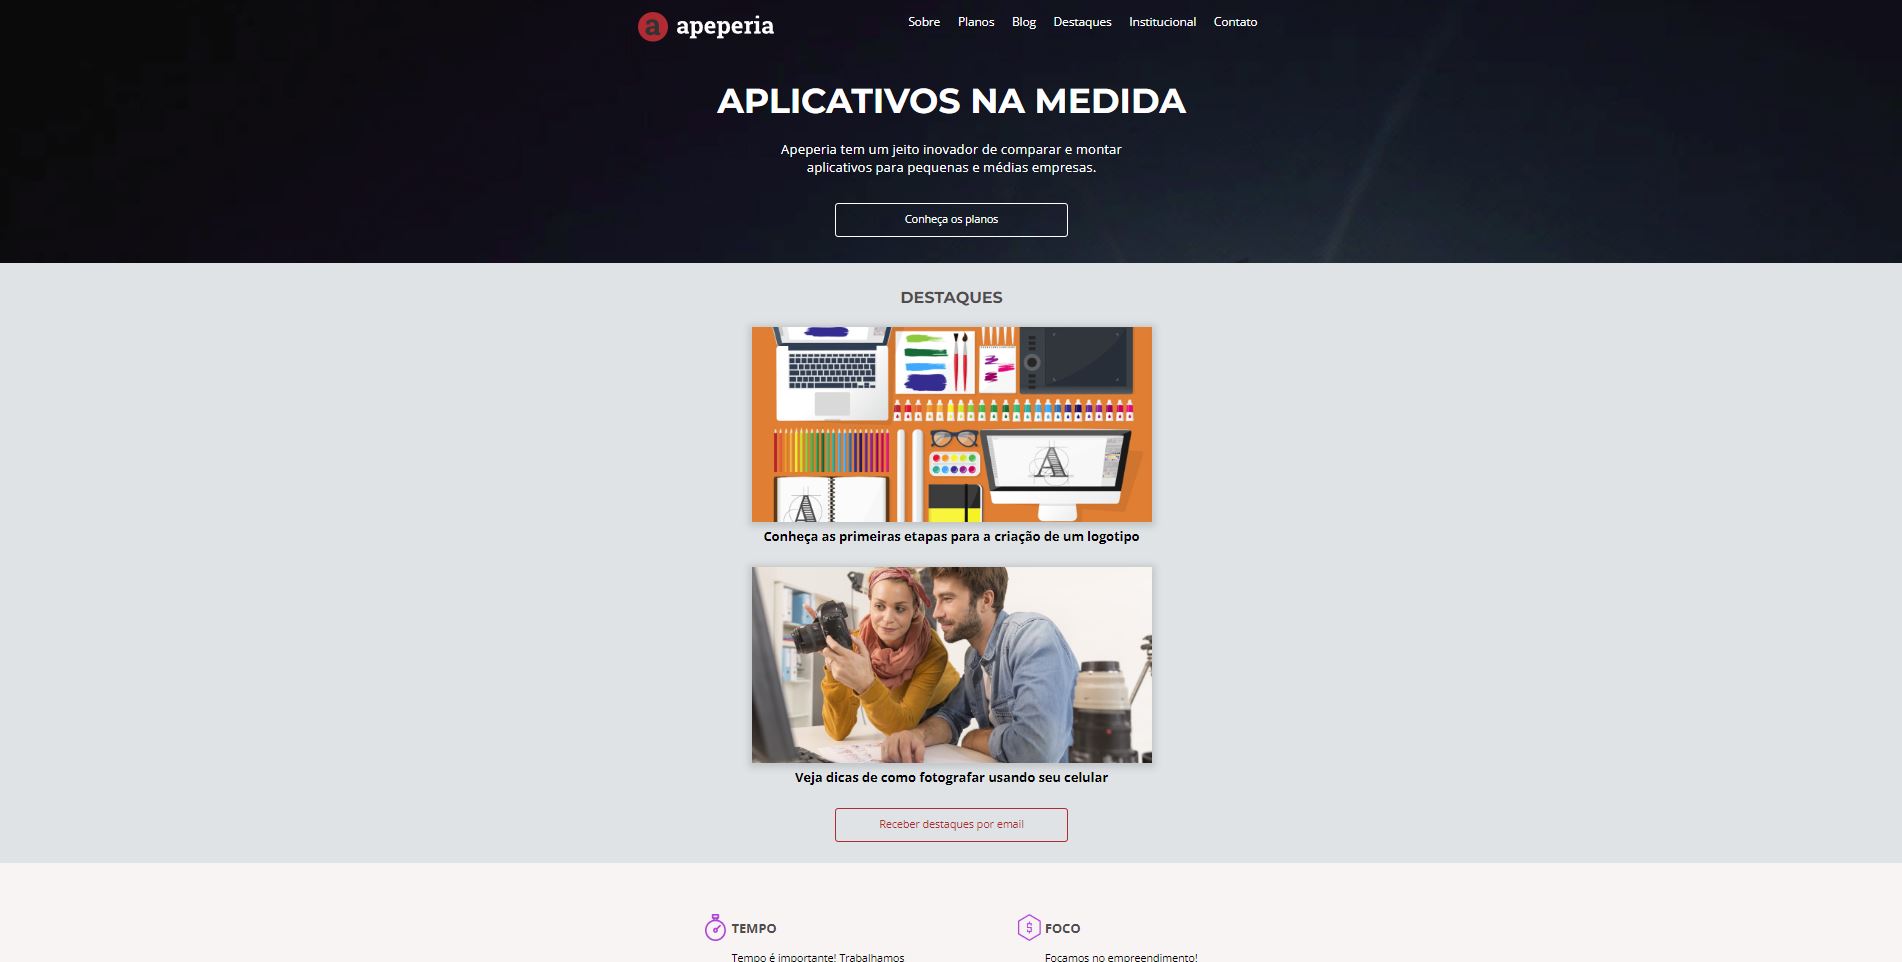 a apeperia
Sobre Planos Blog Destaques Institucional Contato
APLICATIVOS NA MEDIDA
Apeperia tem um jeito inovador de comparar e montar
aplicativos para pequenas e médias empresas.
Conheça os planos
DESTAQUES
A
A
Conheça as primeiras etapas para a criação de um logotipo
Veja dicas de como fotografar usando seu celular
Receber destaques por email
TEMPO
Tempo é importante! Trabalhamos
$ FOCO
Focamos no empreendimento!